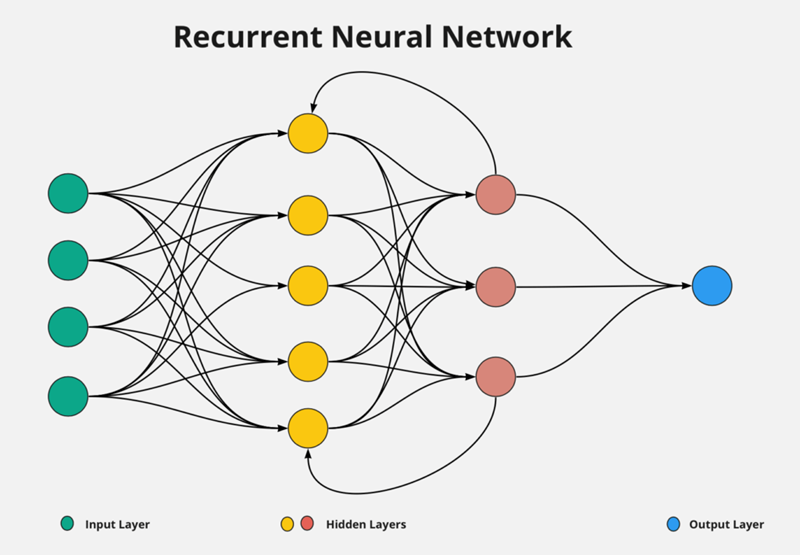 Recurrent Neural Network
Input Layer
Hidden Layers
Output Layer